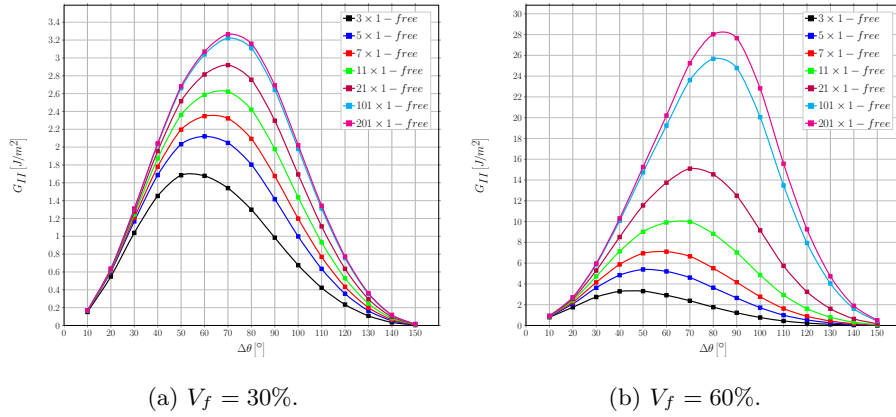 3.4
3.2
3
2.8
2.6
2.4
2.2
2
1.8
1.6
1.4
1.2
1
0.8
0.6
0.4
0.2
0
G_{II} [J/m^2]
0 10 20 30 40 50 60 70 80 90 100 110 120 130 140 150
Δθ[°]
3 × 1 − free
5 × 1 − free
7 × 1 − free
11 × 1 − free
21 × 1 − free
101 × 1 − free
201 × 1 − free
(a) V_f = 30%.
30
28
26
24
22
20
18
16
14
12
10
8
6
4
2
0
G_{II} [J/m^2]
0 10 20 30 40 50 60 70 80 90 100 110 120 130 140 150
Δθ[°]
3 × 1 − free
5 × 1 − free
7 × 1 − free
11 × 1 − free
21 × 1 − free
101 × 1 − free
201 × 1 − free
(b) V_f = 60%.